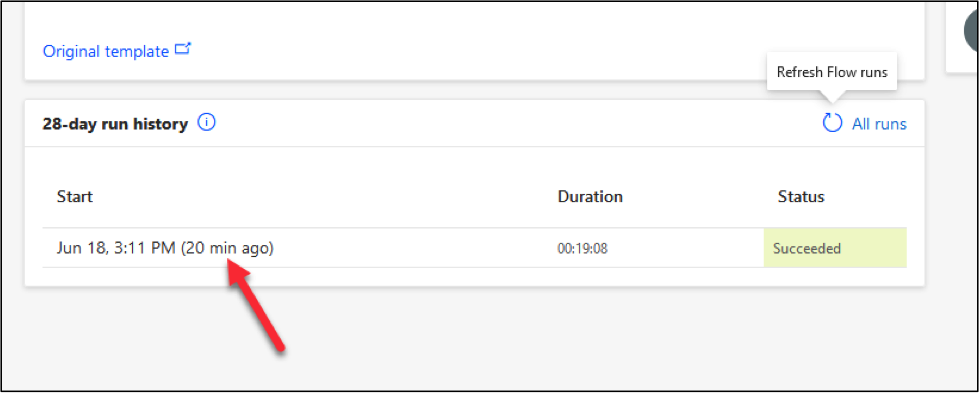 Original template
Refresh Flow runs
28-day run history
All runs
Start Duration Status
Jun 18, 3:11 PM (20 min ago) 00:19:08 Succeeded